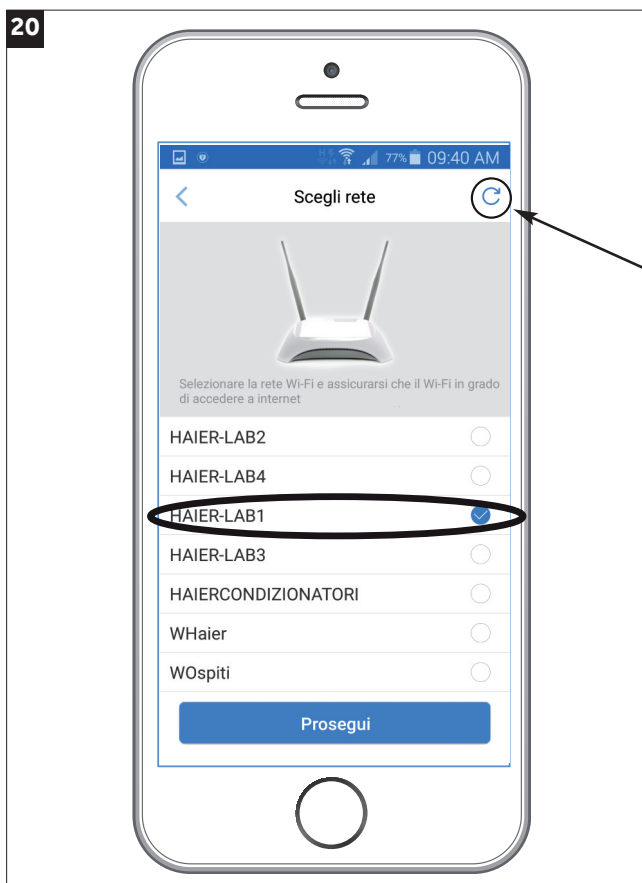 20
77% 09:40 AM
Scegli rete
Selezionare la rete Wi-Fi e assicurarsi che il Wi-Fi in grado
di accedere a internet
HAIER-LAB2
HAIER-LAB4
HAIER-LAB1
HAIER-LAB3
HAIERCONDIZIONATORI
WHaier
WOspiti
Prosegui